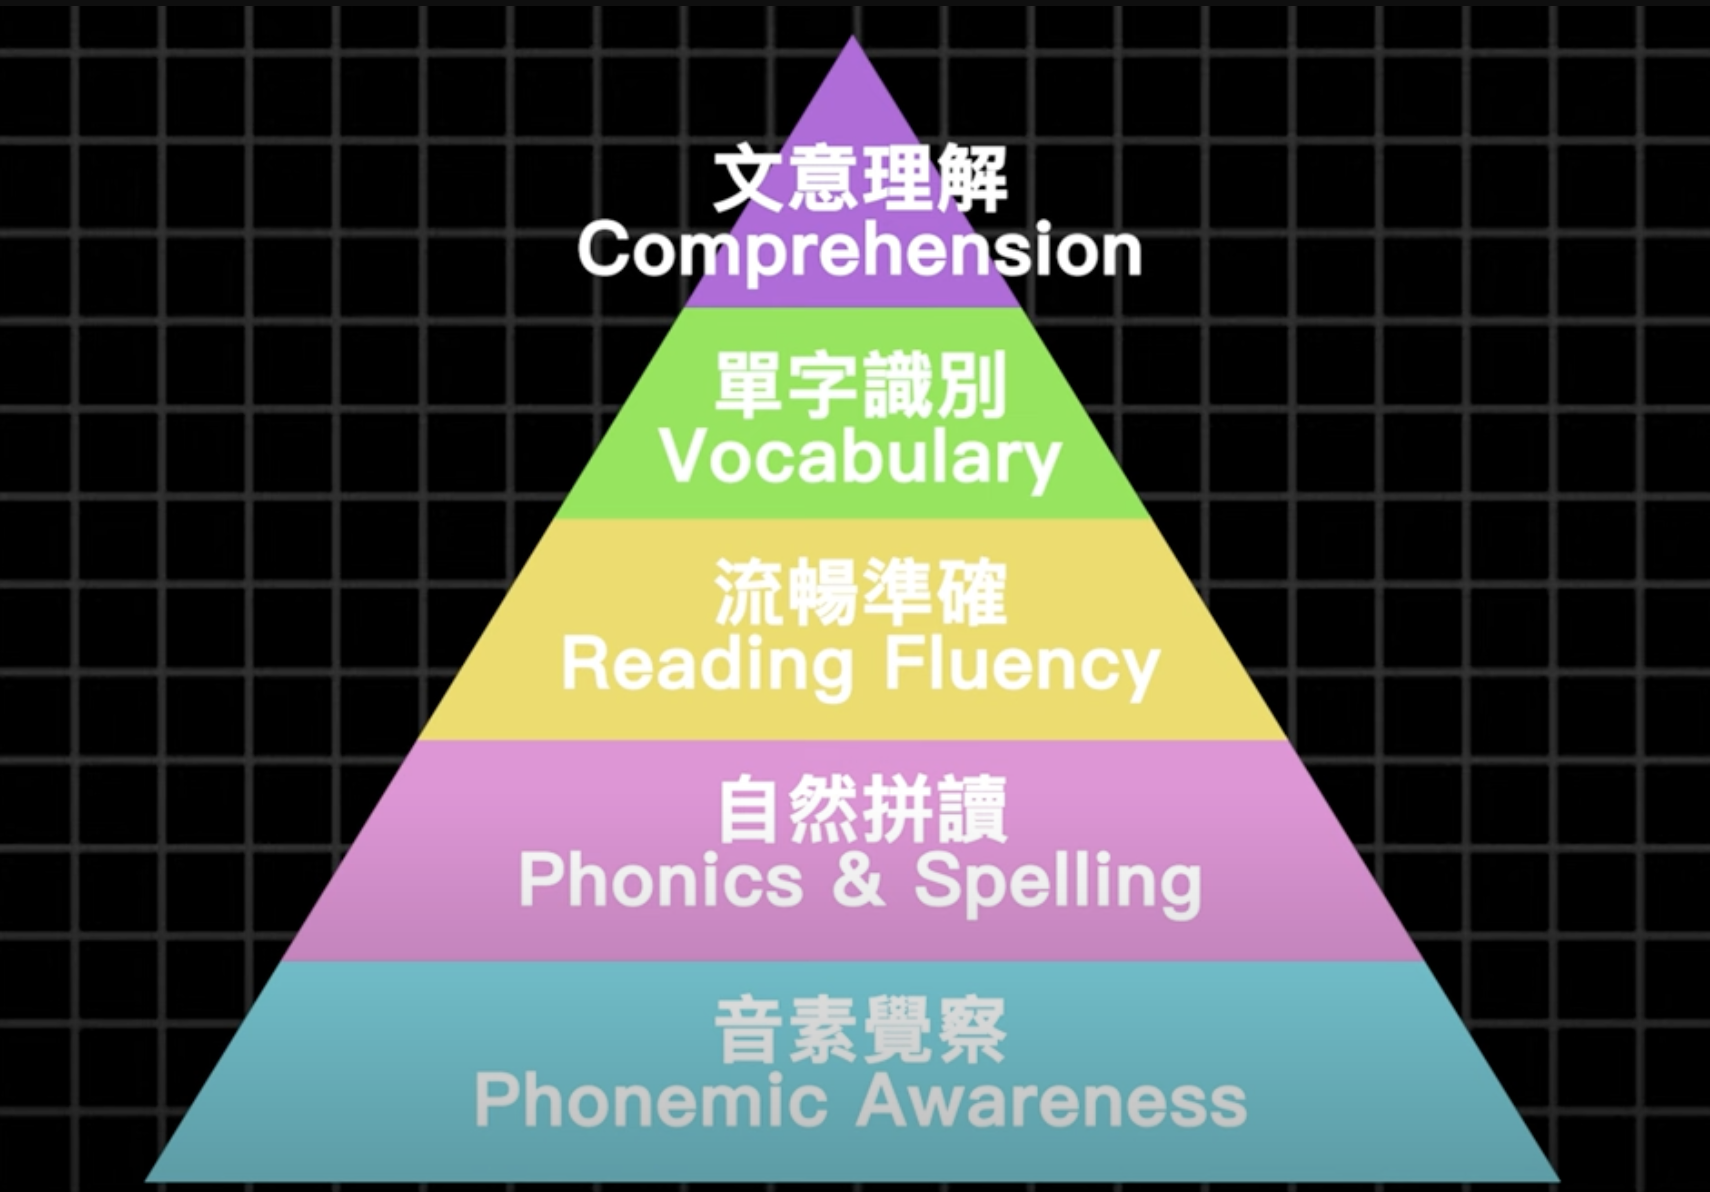 文意理解
Comprehension
單字識別
Vocabulary
流暢準確
Reading Fluency
自然拼讀
Phonics & Spelling
音素覺察
Phonemic Awareness